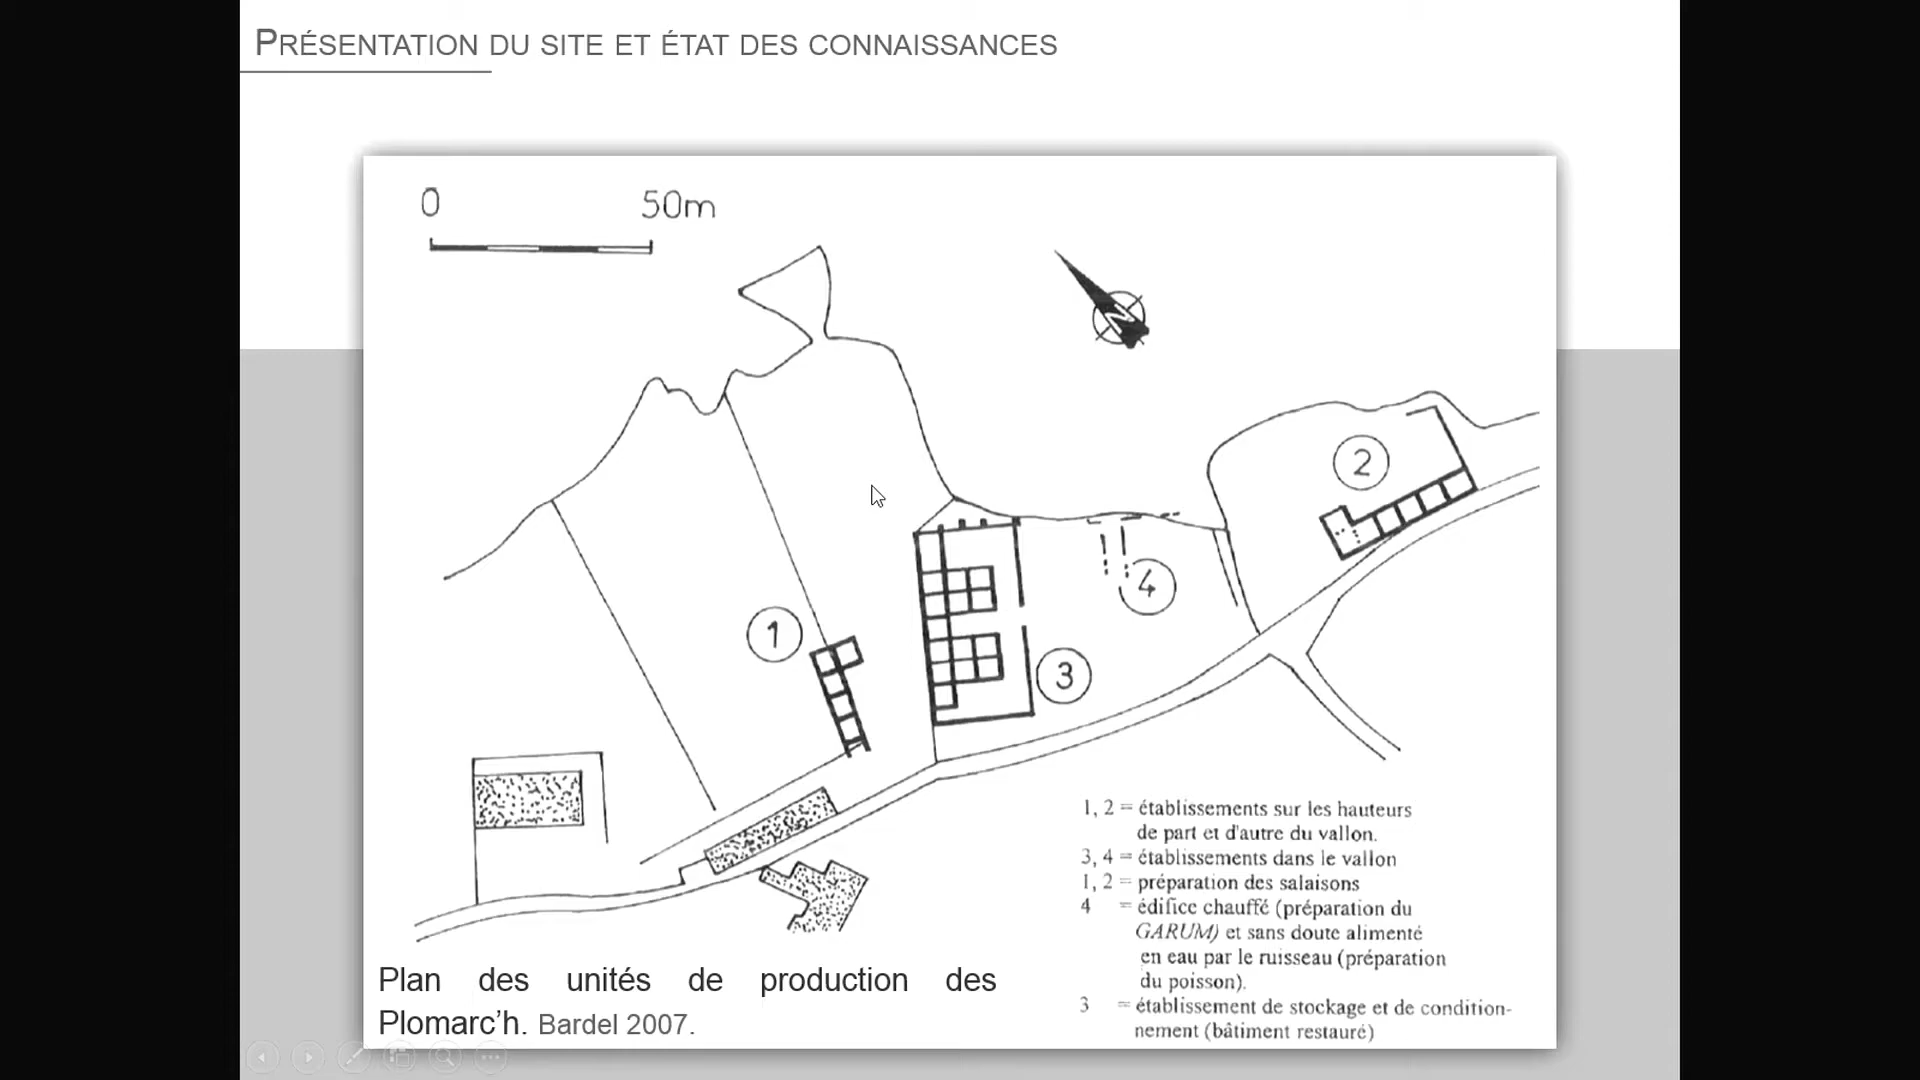 PRÉSENTATION DU SITE ET ÉTAT DES CONNAISSANCES
0 50m
N
2
4
1
3
1, 2 = établissements sur les hauteurs
de part et d'autre du vallon.
3, 4 = établissements dans le vallon
1, 2 = préparation des salaisons
4 = édifice chauffé (préparation du
GARUM) et sans doute alimenté
en eau par le ruisseau (préparation
du poisson).
3 = établissement de stockage et de condition-
nement (bâtiment restauré)
Plan des unités de production des
Plomarc’h. Bardel 2007.